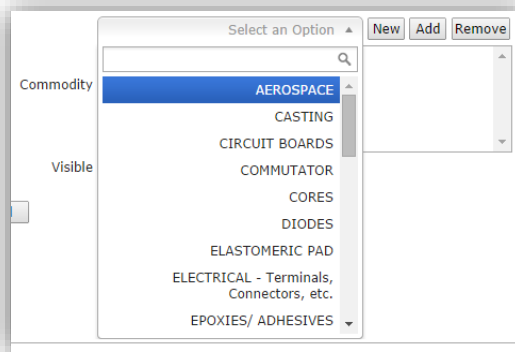 Select an Option
New
Add
Remove
Commodity
AEROSPACE
CASTING
CIRCUIT BOARDS
Visible
COMMUTATOR
CORES
DIODES
ELASTOMERIC PAD
ELECTRICAL - Terminals,
Connectors, etc.
EPOXIES/ ADHESIVES